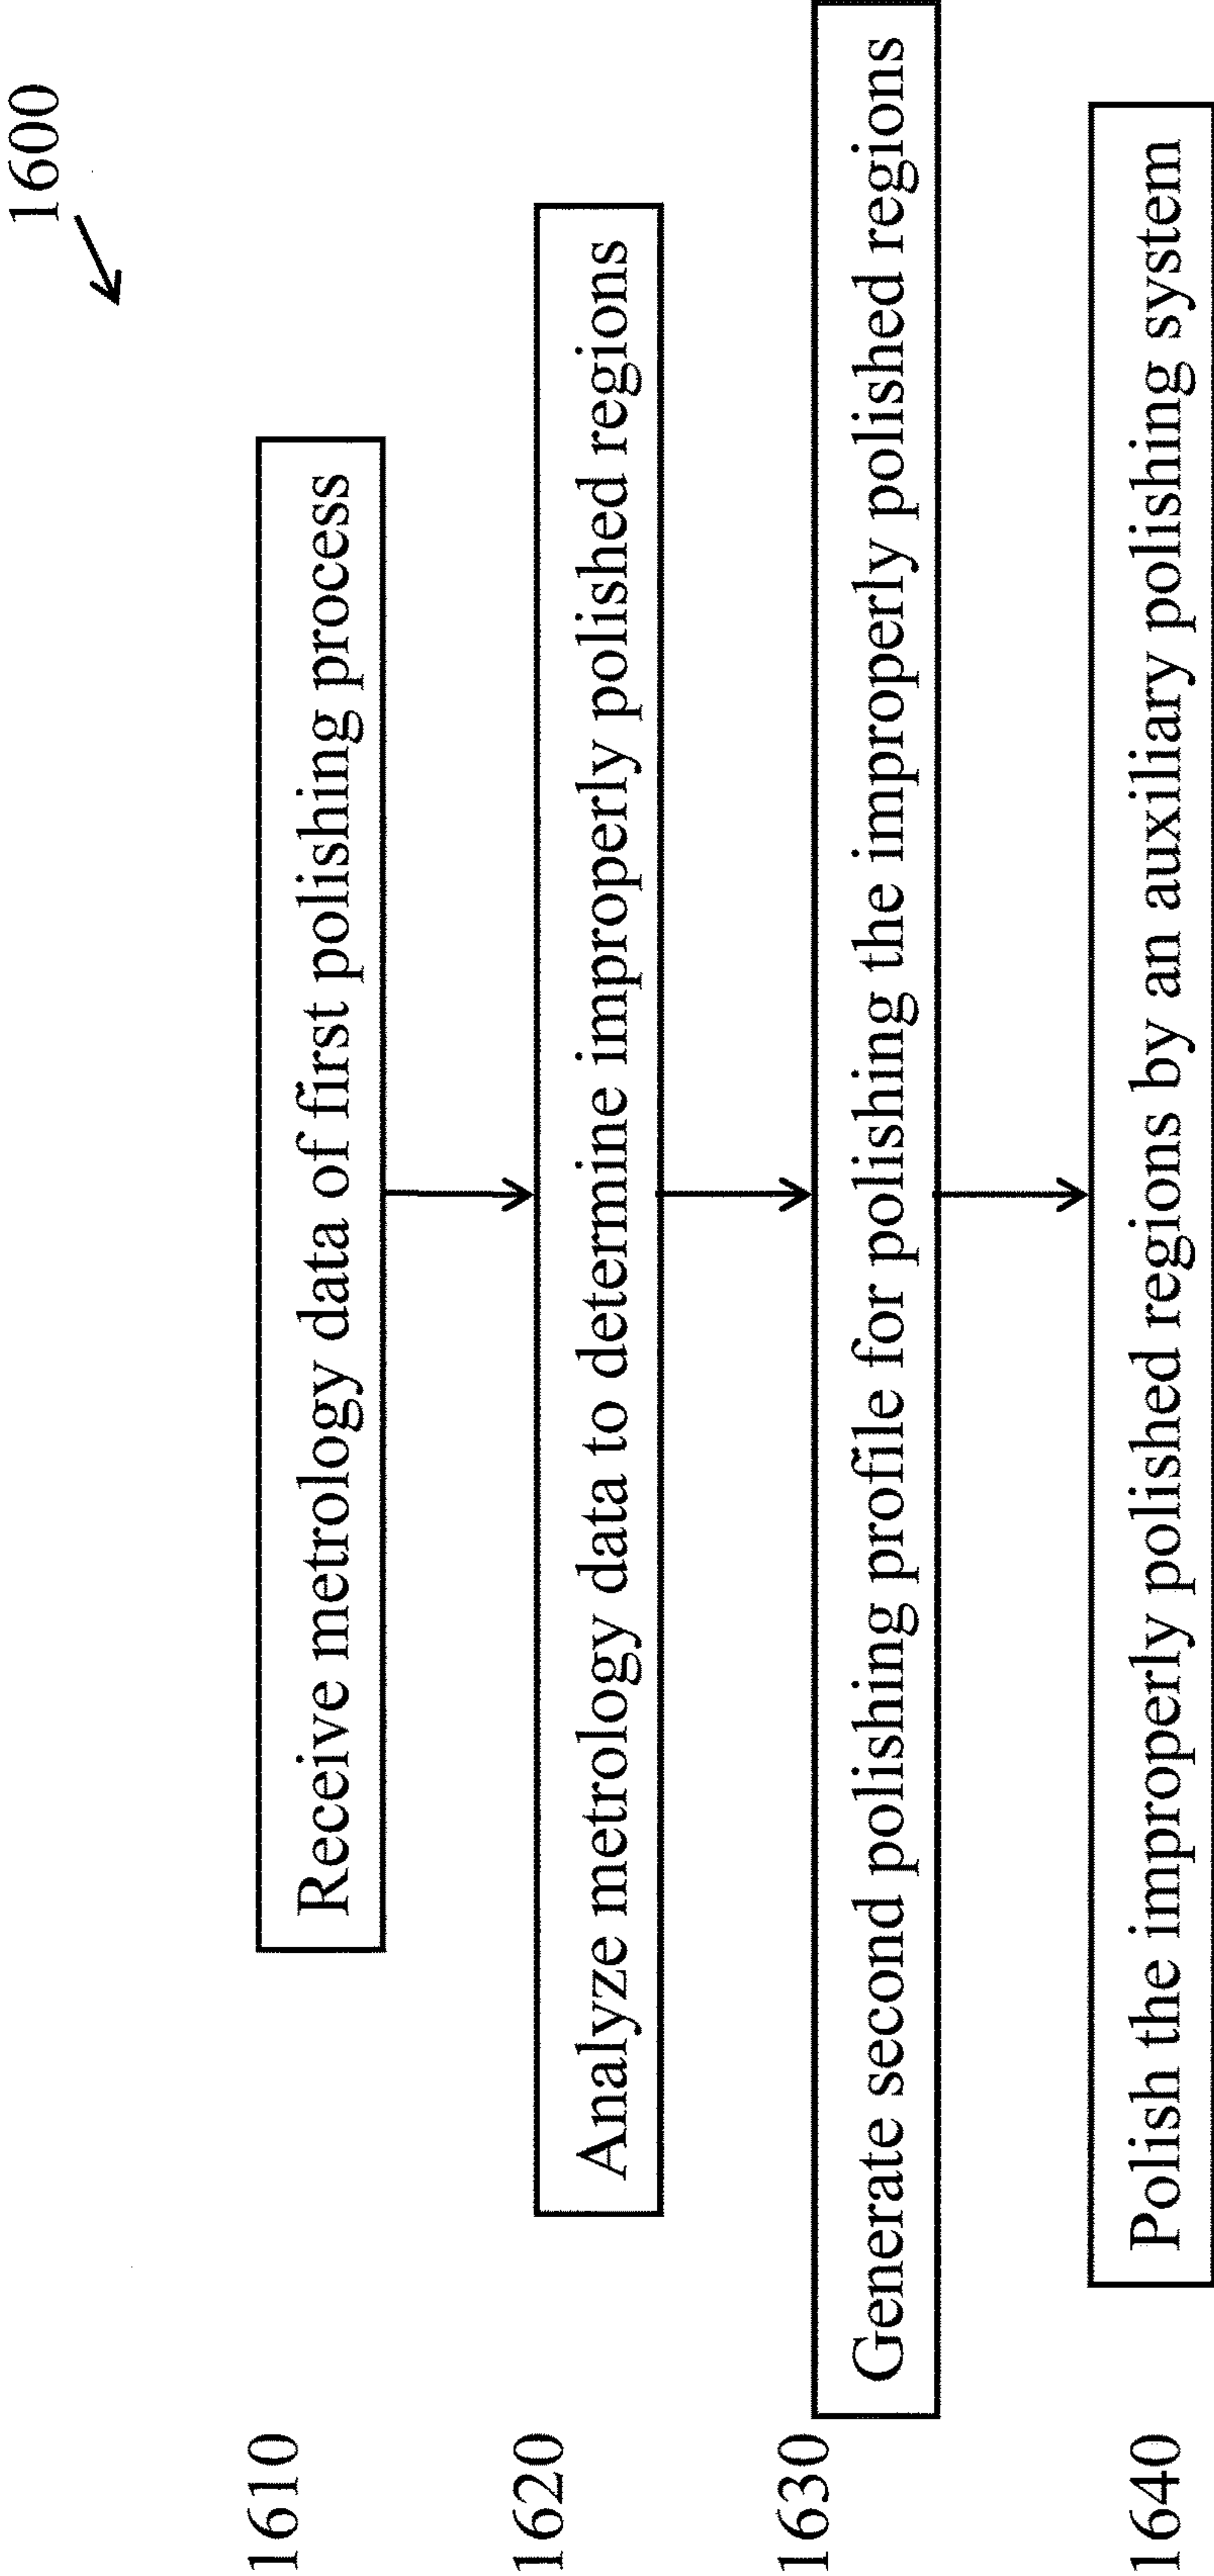 1600
1610
Receive metrology data of first polishing process
1620
Analyze metrology data to determine improperly polished regions
1630
Generate second polishing profile for polishing the improperly polished regions
1640
Polish the improperly polished regions by an auxiliary polishing system